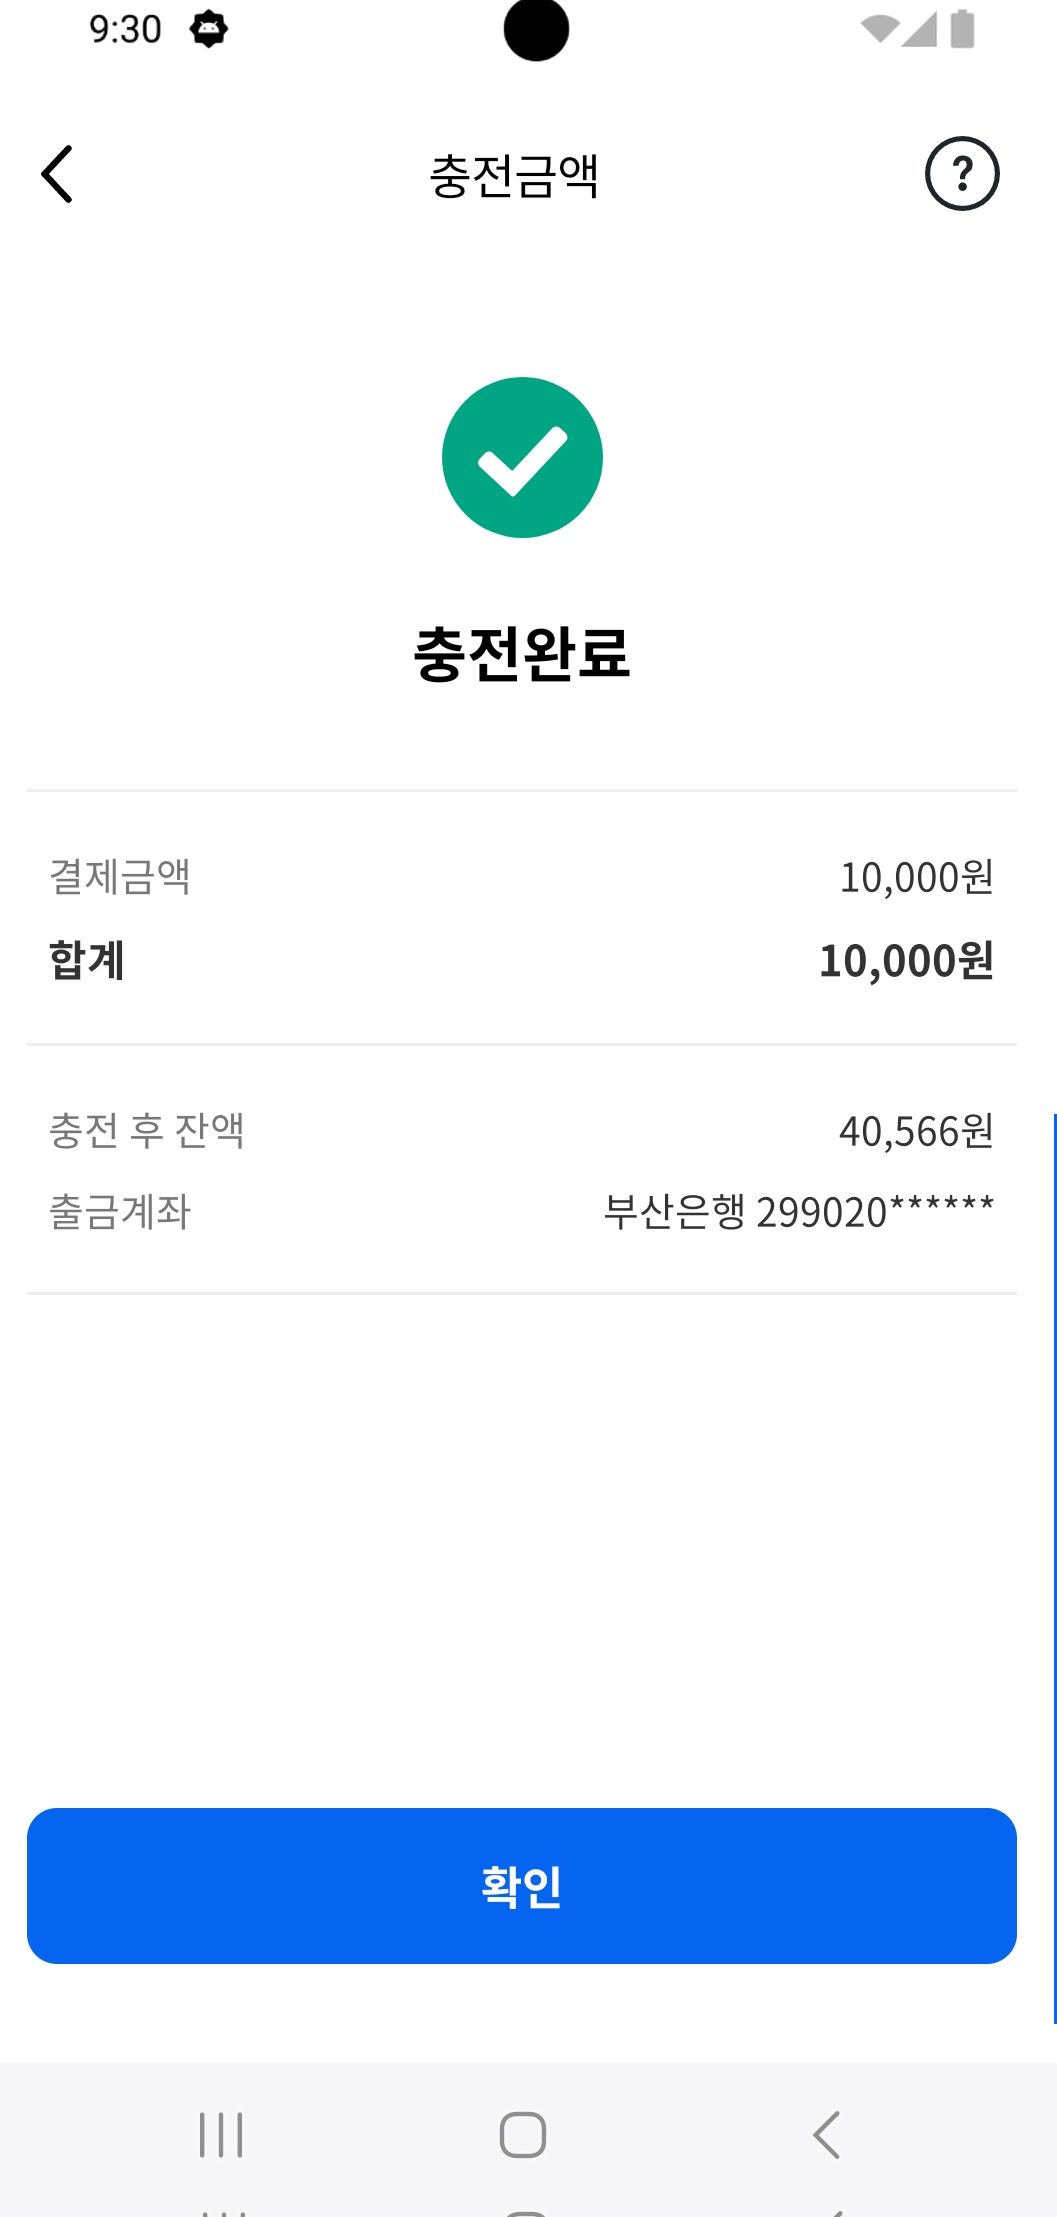 9:30
충전금액
?
충전완료
결제금액 10,000원
합계 10,000원
충전 후 잔액 40,566원
출금계좌 부산은행 299020******
확인